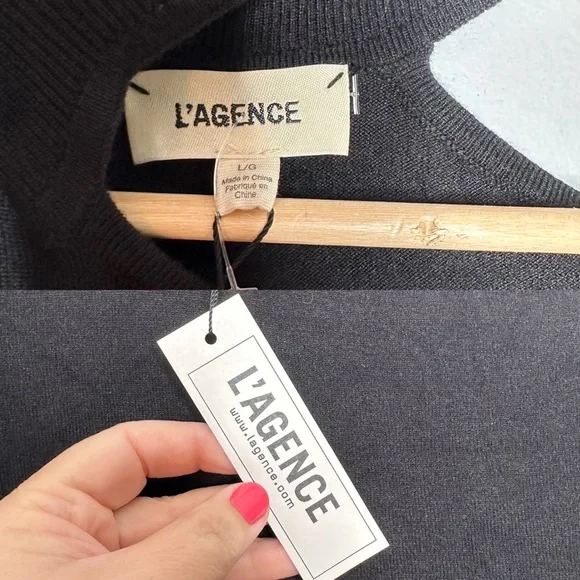 L'AGENCE
L/G
Made in China
Fabriqué en
Chine
L'AGENCE
www.lagence.com